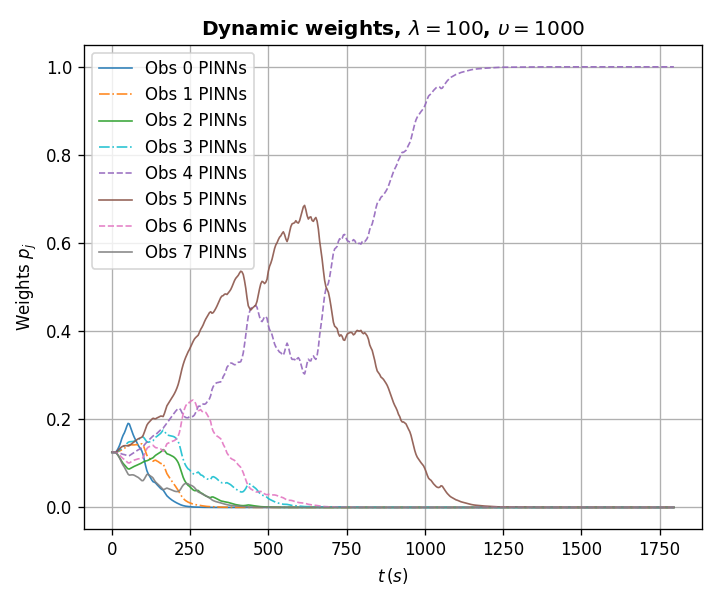 Dynamic weights, λ = 100, υ = 1000
Weights p_j
1.0
0.8
0.6
0.4
0.2
0.0
Obs 0 PINNs
Obs 1 PINNs
Obs 2 PINNs
Obs 3 PINNs
Obs 4 PINNs
Obs 5 PINNs
Obs 6 PINNs
Obs 7 PINNs
0 250 500 750 1000 1250 1500 1750
t (s)